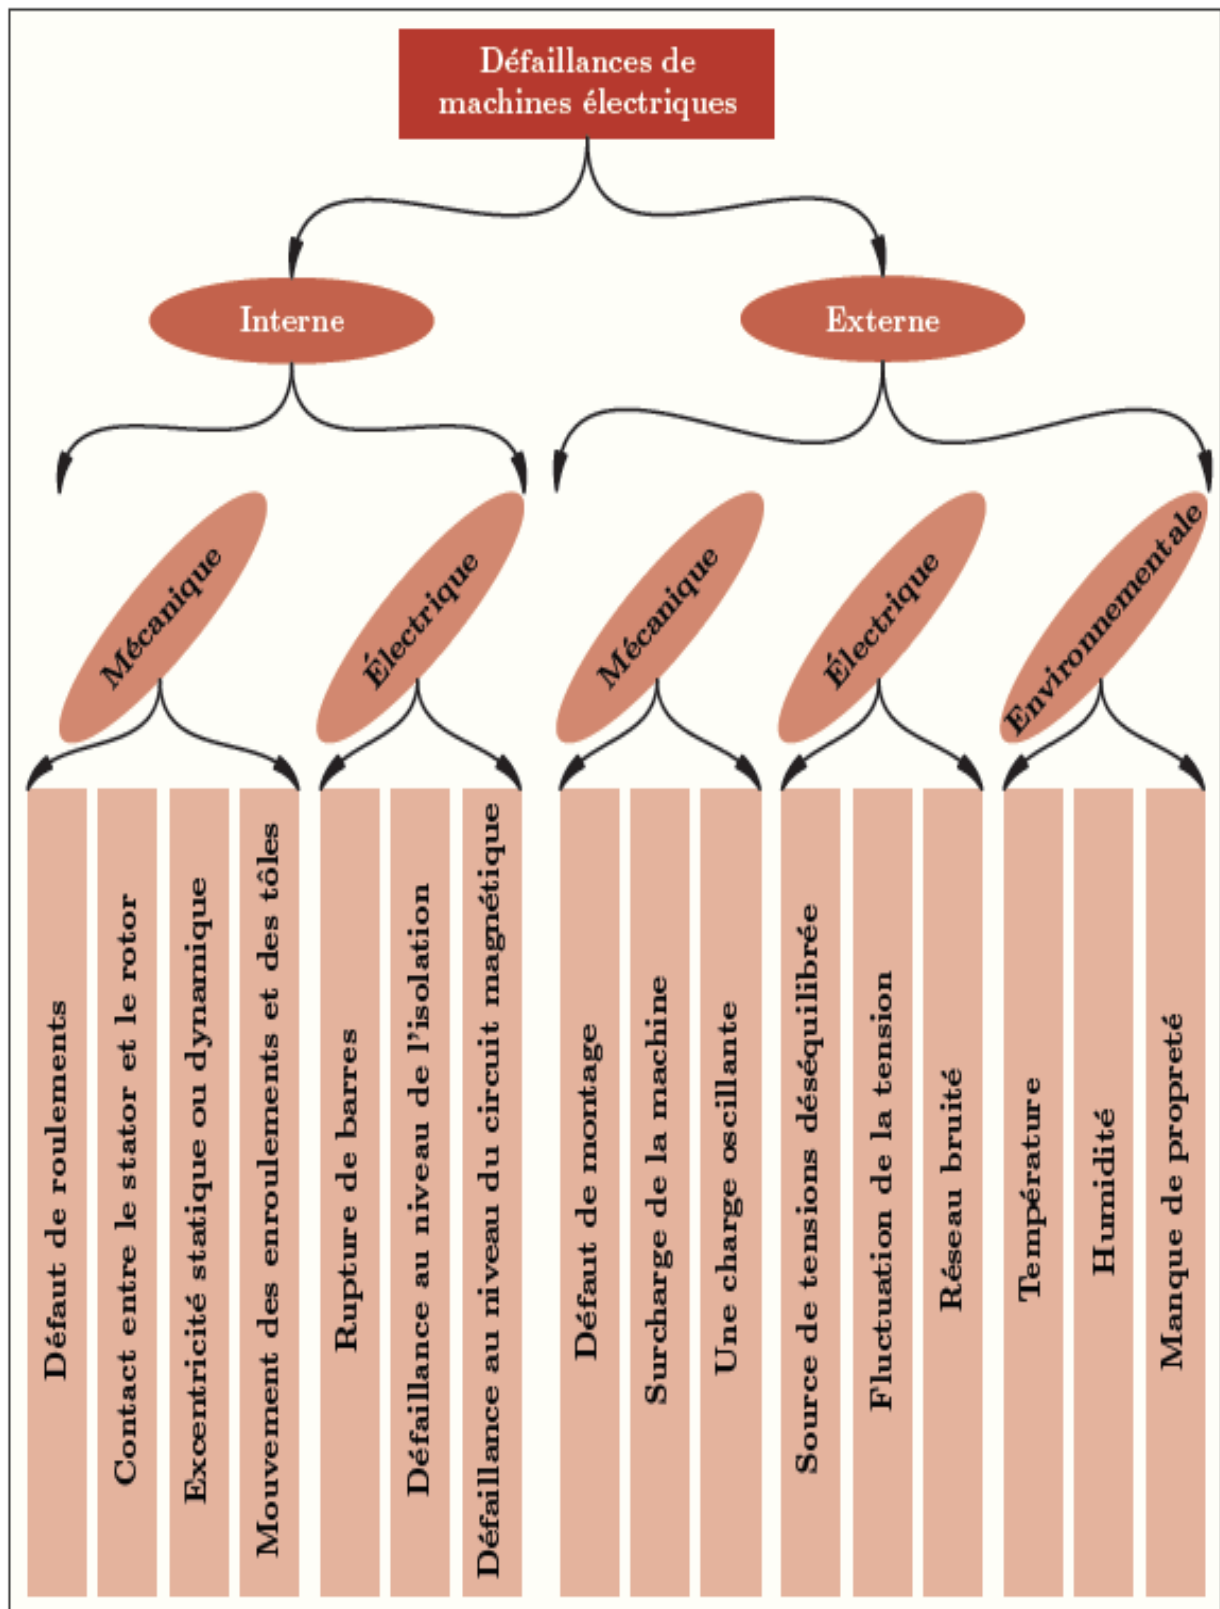 Défaillances de
machines électriques
Interne
Externe
Mécanique
Électrique
Mécanique
Électrique
Environnementale
Défaut de roulements
Contact entre le stator et le rotor
Excentricité statique ou dynamique
Mouvement des enroulements et des tôles
Rupture de barres
Défaillance au niveau de l'isolation
Défaillance au niveau du circuit magnétique
Défaut de montage
Surcharge de la machine
Une charge oscillante
Source de tensions déséquilibrée
Fluctuation de la tension
Réseau bruité
Température
Humidité
Manque de propreté